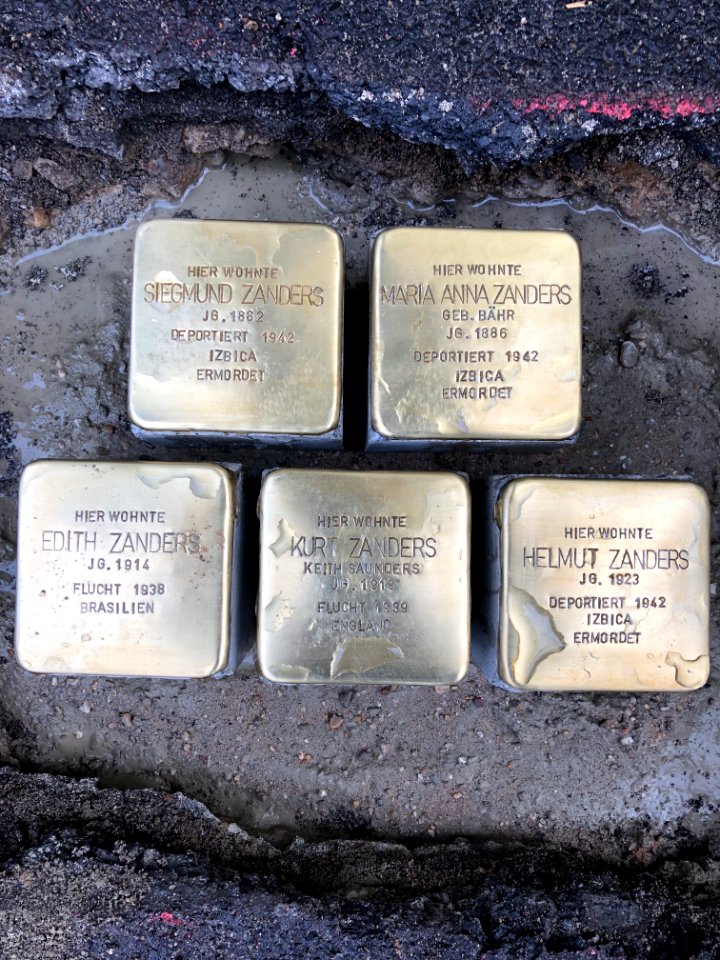 HIER WOHNTE
SIEGMUND ZANDERS
JG. 1882
DEPORTIERT 1942
IZBICA
ERMORDET
HIER WOHNTE
MARIA ANNA ZANDERS
GEB. BÄHR
JG. 1886
DEPORTIERT 1942
IZBICA
ERMORDET
HIER WOHNTE
EDITH ZANDERS
JG. 1914
FLUCHT 1938
BRASILIEN
HIER WOHNTE
KURT ZANDERS
KEITH SAUNDERS
JG. 1919
FLUCHT 1939
ENGLAND
HIER WOHNTE
HELMUT ZANDERS
JG. 1923
DEPORTIERT 1942
IZBICA
ERMORDET